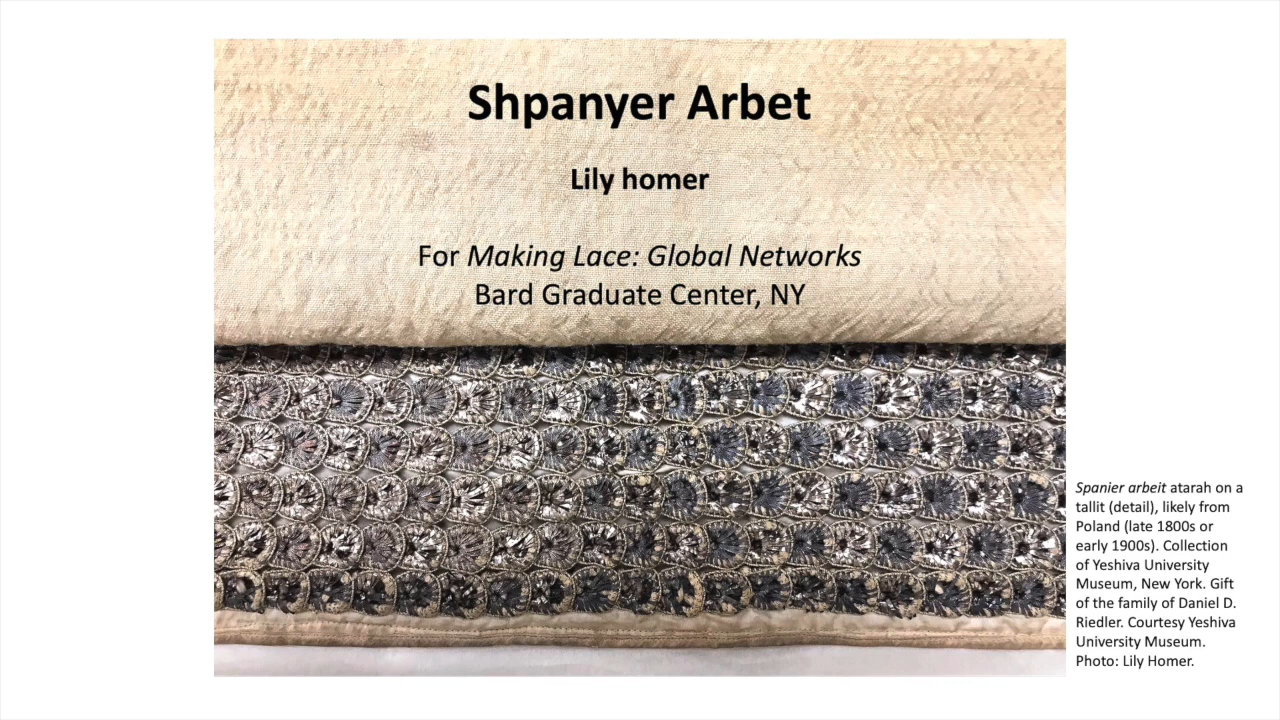 Shpanyer Arbet
Lily homer
For Making Lace: Global Networks
Bard Graduate Center, NY
Spanier arbeit atarah on a
tallit (detail), likely from
Poland (late 1800s or
early 1900s). Collection
of Yeshiva University
Museum, New York. Gift
of the family of Daniel D.
Riedler. Courtesy Yeshiva
University Museum.
Photo: Lily Homer.